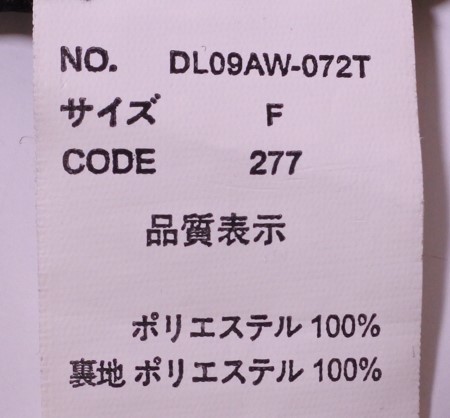 NO. DL09AW-072T
サイズ F
CODE 277
品質表示
ポリエステル 100%
裏地 ポリエステル 100%